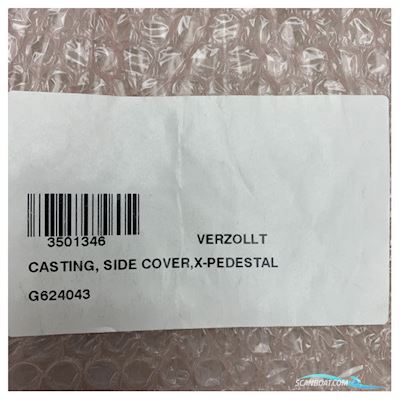 3501346 VERZOLLT
CASTING, SIDE COVER,X-PEDESTAL
G624043
SCANBOAT.COM